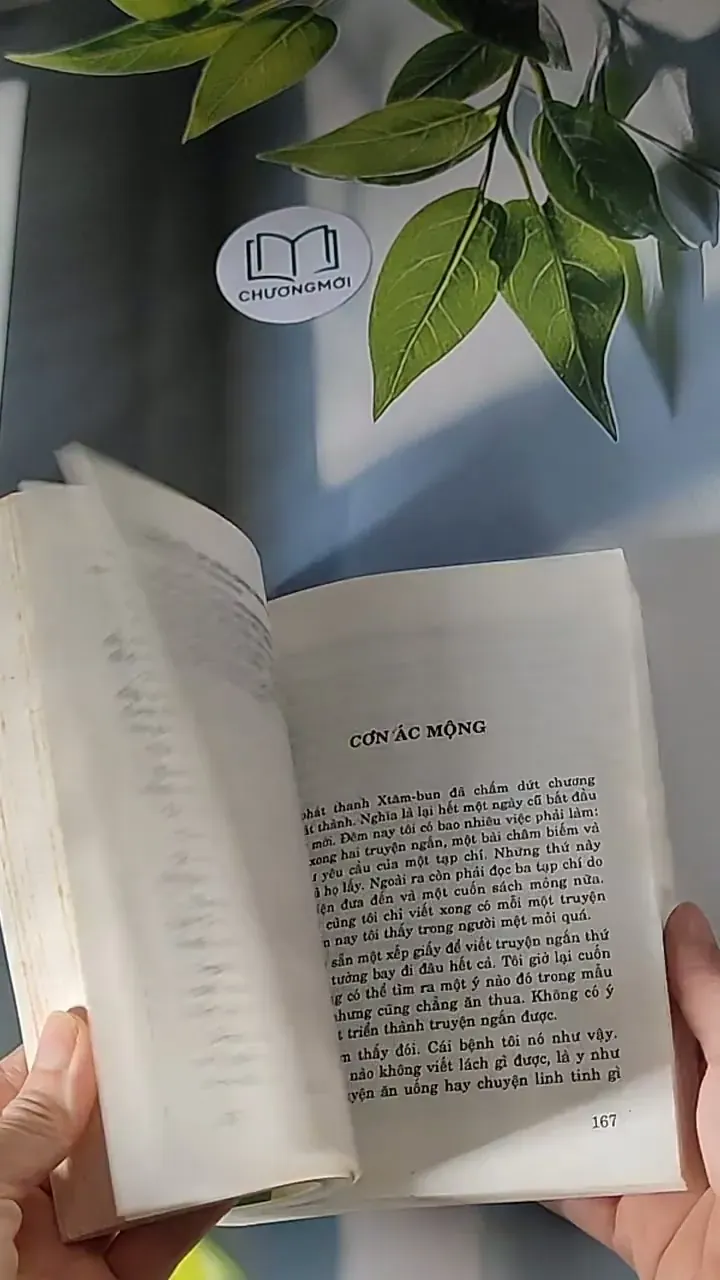 CHƯƠNGMỚI
CƠN ÁC MỘNG
phát thanh Xtăm-bun đã chấm dứt chương
át thành. Nghĩa là lại hết một ngày cũ bắt đầu
mới. Đêm nay tôi có bao nhiêu việc phải làm:
xong hai truyện ngắn, một bài châm biếm và
yêu cầu của một tạp chí. Những thứ này
họ lấy. Ngoài ra còn phải đọc ba tạp chí do
ện đưa đến và một cuốn sách mỏng nữa.
cũng tôi chỉ viết xong có mỗi một truyện
n nay tôi thấy trong người mệt mỏi quá.
sẵn một xếp giấy để viết truyện ngắn thứ
tưởng bay đi đâu hết cả. Tôi giở lại cuốn
g có thể tìm ra một ý nào đó trong mẩu
nhưng cũng chẳng ăn thua. Không có ý
t triển thành truyện ngắn được.
m thấy đói. Cái bệnh tôi nó như vậy.
nào không viết lách gì được, là y như
yện ăn uống hay chuyện linh tinh gì
167